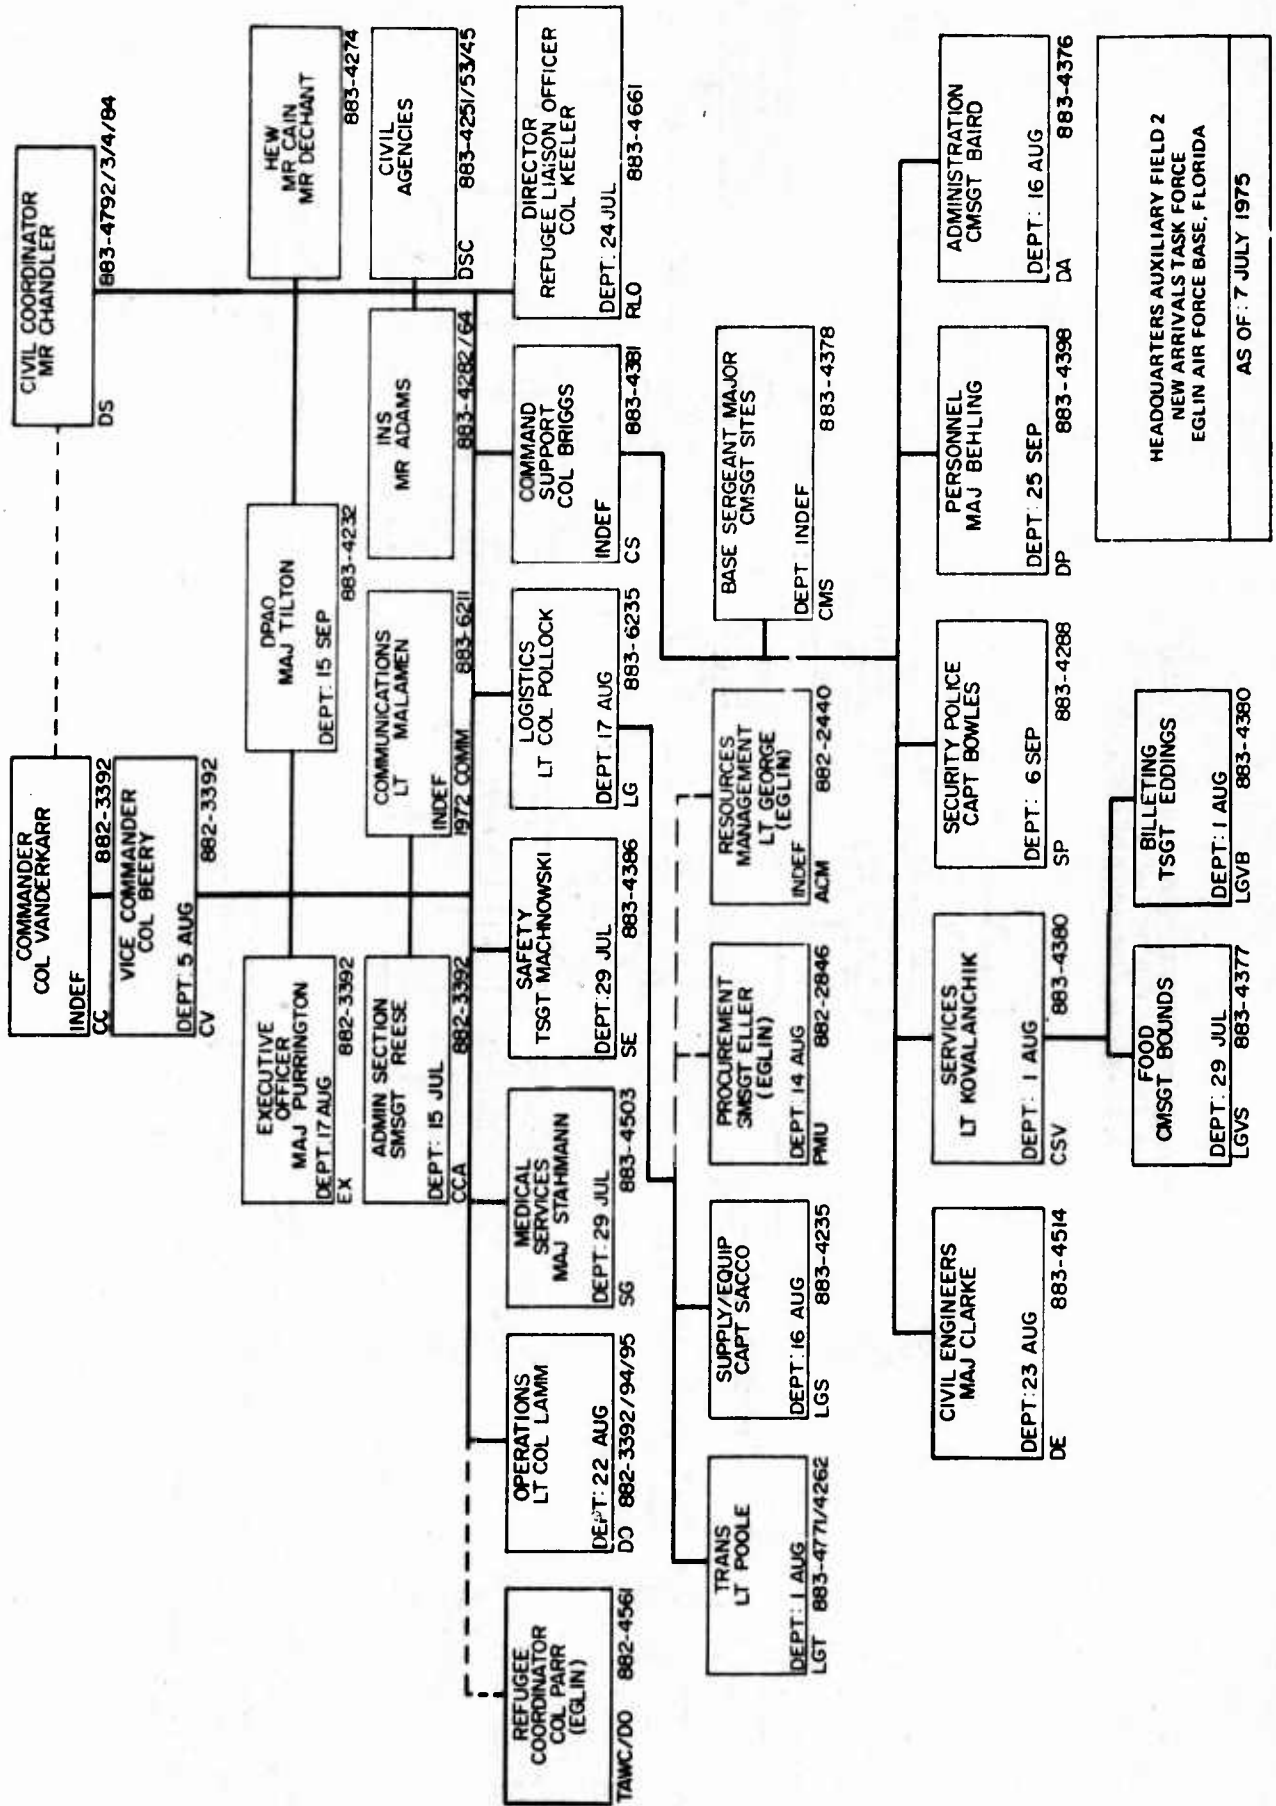 COMMANDER
COL VANDERKARR
INDEF
CC 882-3392
VICE COMMANDER
COL BEERY
DEPT: 5 AUG
CV 882-3392
CIVIL COORDINATOR
MR CHANDLER
DS 883-4792/3/4/84
EXECUTIVE
OFFICER
MAJ PURRINGTON
DEPT: 17 AUG
EX 882-3392
DPAO
MAJ TILTON
DEPT: 15 SEP
883-4232
HEW
MR CAIN
MR DECHANT
883-4274
ADMIN SECTION
SMSGT REESE
DEPT: 15 JUL
CCA 882-3392
COMMUNICATIONS
LT MALAMEN
INDEF
1972 COMM 883-6211
INS
MR ADAMS
883-4282/64
CIVIL
AGENCIES
DSC 883-4251/53/45
REFUGEE
COORDINATOR
COL PARR
(EGLIN)
TAWC/DO 882-4561
OPERATIONS
LT COL LAMM
DEPT: 22 AUG
DO 882-3392/94/95
MEDICAL
SERVICES
MAJ STAHMANN
DEPT: 29 JUL
SG 883-4503
SAFETY
TSGT MACHNOWSKI
DEPT: 29 JUL
SE 883-4386
LOGISTICS
LT COL POLLOCK
DEPT: 17 AUG
LG 883-6235
COMMAND
SUPPORT
COL BRIGGS
INDEF
CS 883-4381
DIRECTOR
REFUGEE LIAISON OFFICER
COL KEELER
DEPT: 24 JUL
RLO 883-4661
TRANS
LT POOLE
DEPT: 1 AUG
LGT 883-4771/4262
SUPPLY/EQUIP
CAPT SACCO
DEPT: 16 AUG
LGS 883-4235
PROCUREMENT
SMSGT ELLER
(EGLIN)
DEPT: 14 AUG
PMU 882-2846
RESOURCES
MANAGEMENT
LT GEORGE
(EGLIN)
INDEF
ACM 882-2440
BASE SERGEANT MAJOR
CMSGT SITES
DEPT: INDEF
CMS 883-4378
CIVIL ENGINEERS
MAJ CLARKE
DEPT: 23 AUG
DE 883-4514
SERVICES
LT KOVALANCHIK
DEPT: 1 AUG
CSV 883-4380
SECURITY POLICE
CAPT BOWLES
DEPT: 6 SEP
SP 883-4288
PERSONNEL
MAJ BEHLING
DEPT: 25 SEP
DP 883-4398
ADMINISTRATION
CMSGT BAIRD
DEPT: 16 AUG
DA 883-4376
FOOD
CMSGT BOUNDS
DEPT: 29 JUL
LGVS 883-4377
BILLETING
TSGT EDDINGS
DEPT: 1 AUG
LGVB 883-4380
HEADQUARTERS AUXILIARY FIELD 2
NEW ARRIVALS TASK FORCE
EGLIN AIR FORCE BASE, FLORIDA
AS OF: 7 JULY 1975